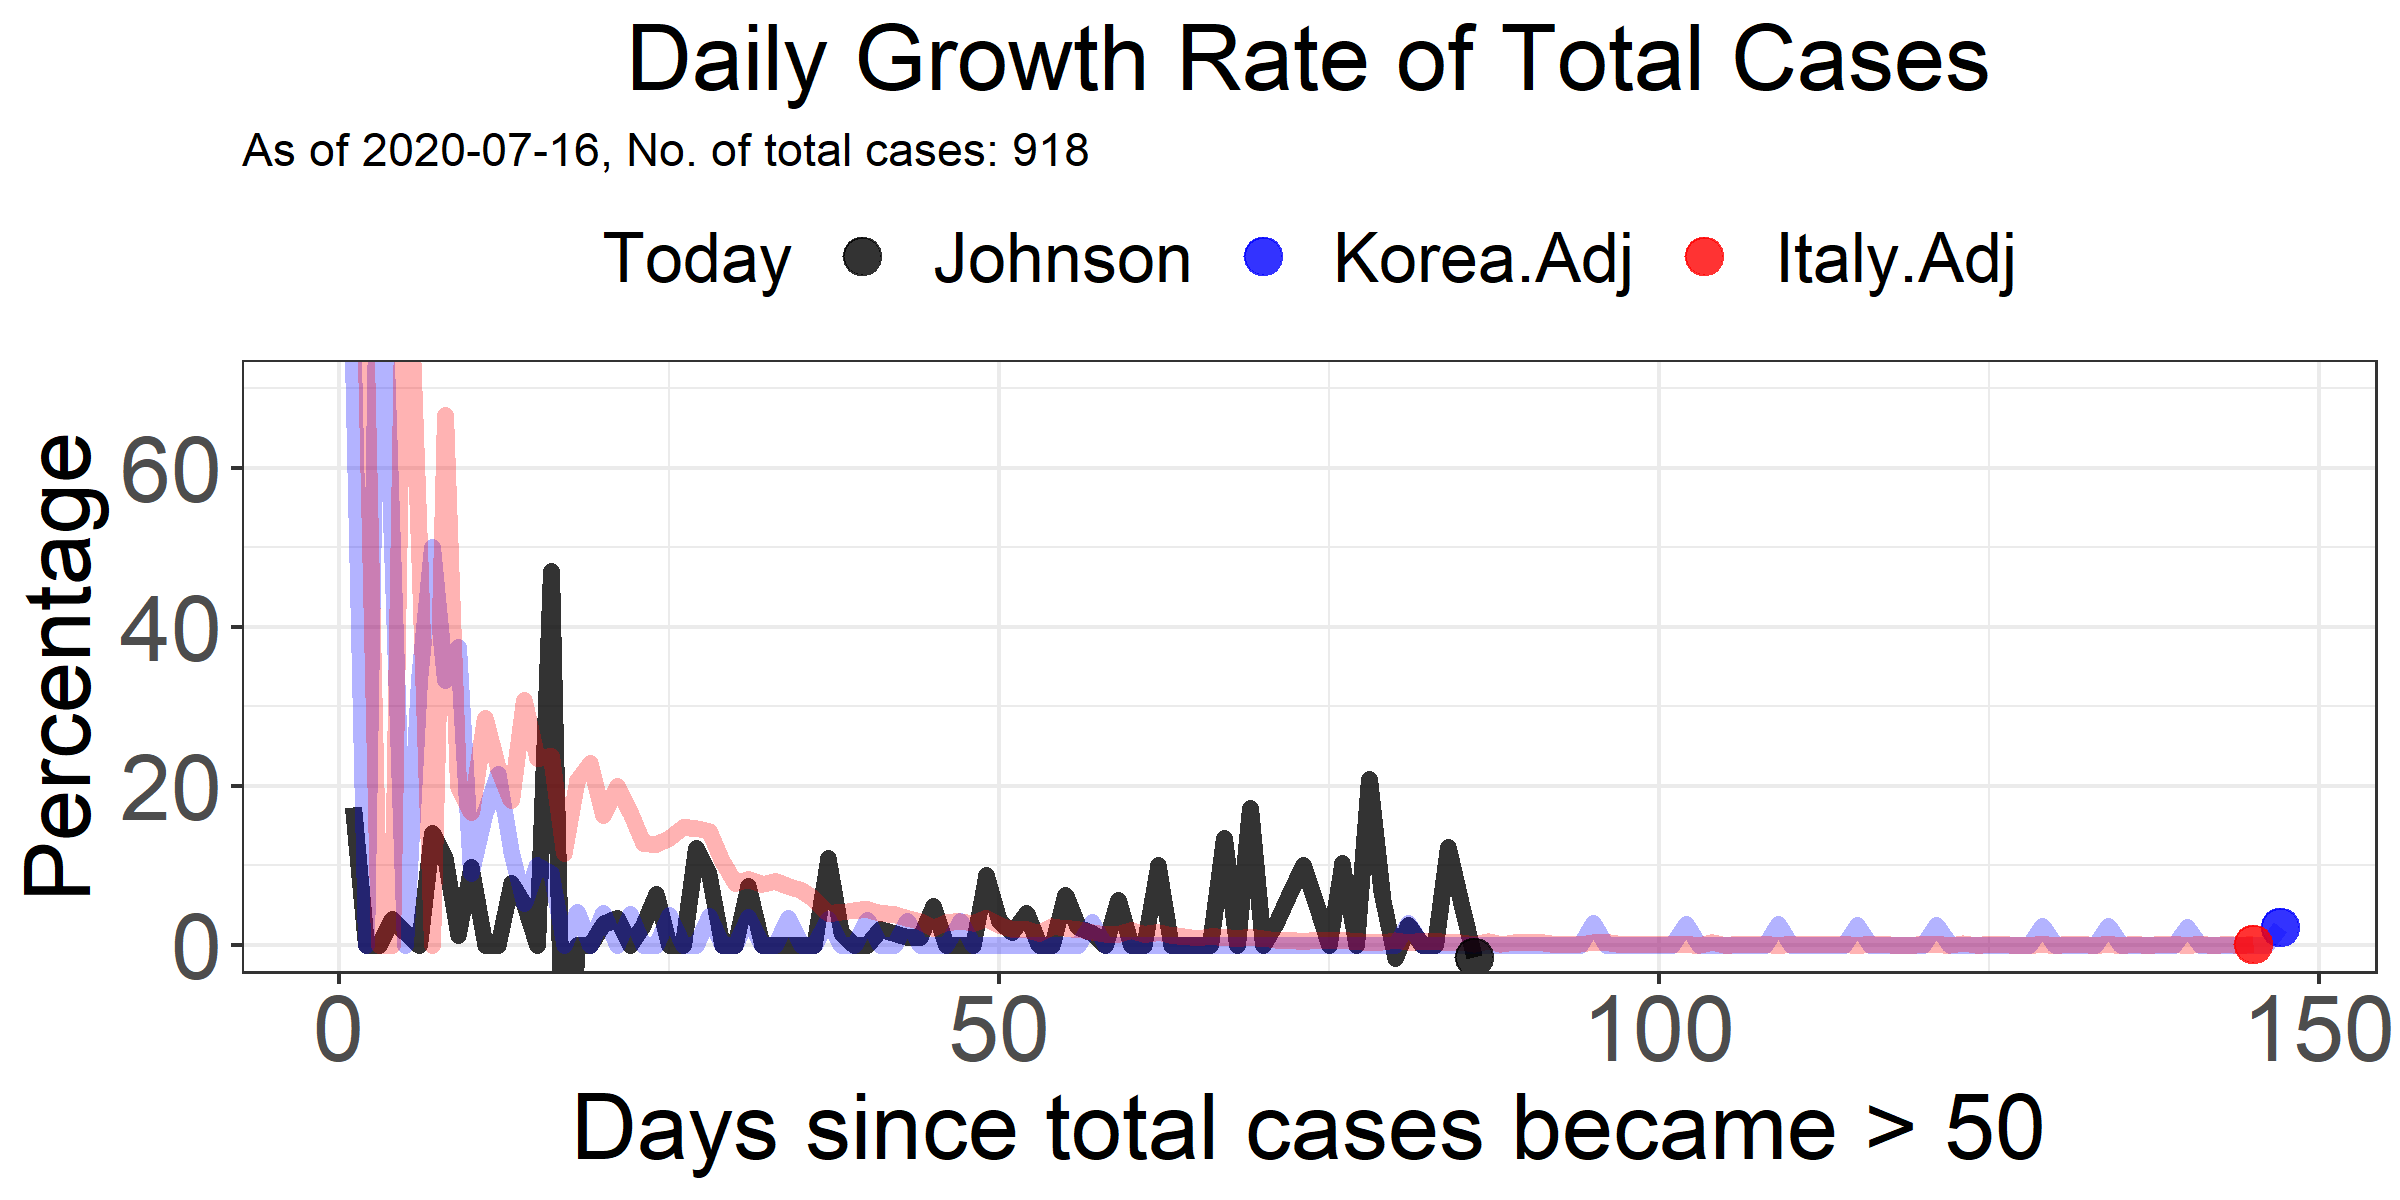 Daily Growth Rate of Total Cases
As of 2020-07-16, No. of total cases: 918
Today Johnson Korea.Adj Italy.Adj
Percentage
60
40
20
0
0 50 100 150
Days since total cases became > 50